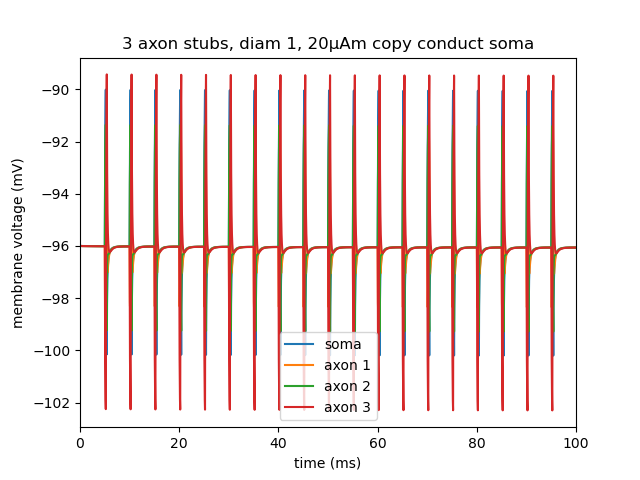 3 axon stubs, diam 1, 20µAm copy conduct soma
membrane voltage (mV)
−90
−92
−94
−96
−98
−100
−102
soma
axon 1
axon 2
axon 3
0 20 40 60 80 100
time (ms)